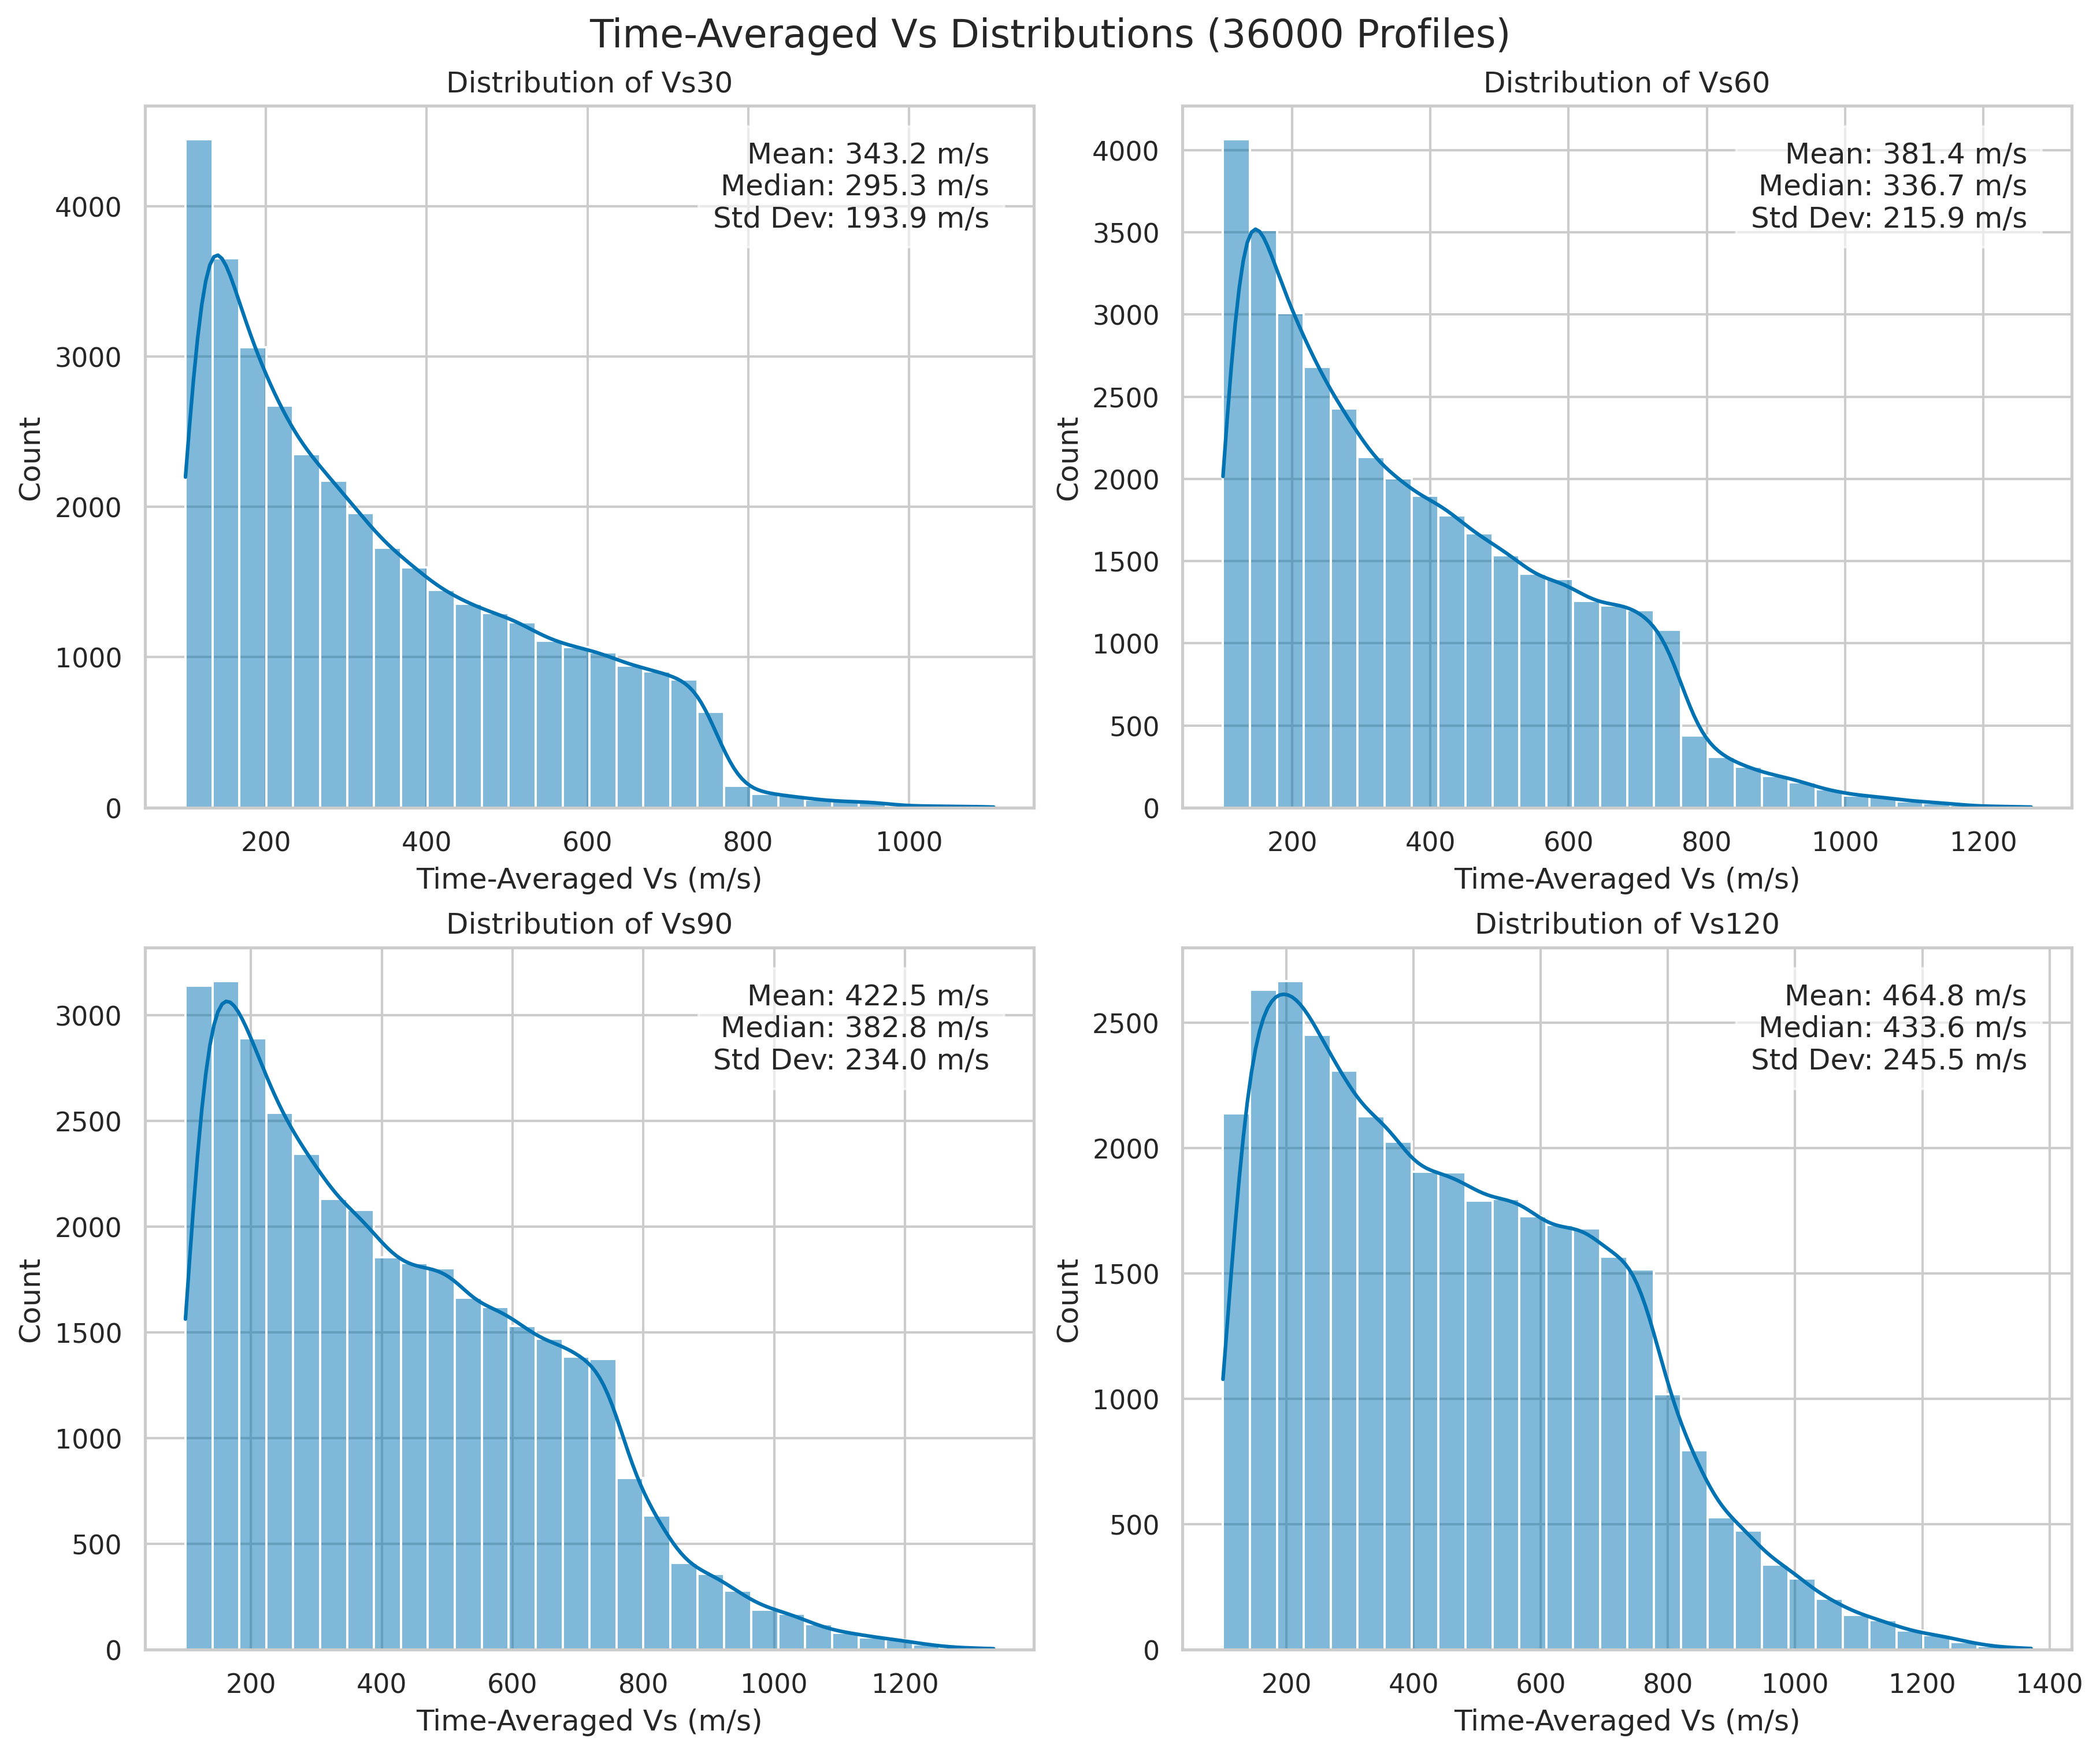 Time-Averaged Vs Distributions (36000 Profiles)
Distribution of Vs30
Mean: 343.2 m/s
Median: 295.3 m/s
Std Dev: 193.9 m/s
Count
4000
3000
2000
1000
0
200 400 600 800 1000
Time-Averaged Vs (m/s)
Distribution of Vs60
Mean: 381.4 m/s
Median: 336.7 m/s
Std Dev: 215.9 m/s
Count
4000
3500
3000
2500
2000
1500
1000
500
0
200 400 600 800 1000 1200
Time-Averaged Vs (m/s)
Distribution of Vs90
Mean: 422.5 m/s
Median: 382.8 m/s
Std Dev: 234.0 m/s
Count
3000
2500
2000
1500
1000
500
0
200 400 600 800 1000 1200
Time-Averaged Vs (m/s)
Distribution of Vs120
Mean: 464.8 m/s
Median: 433.6 m/s
Std Dev: 245.5 m/s
Count
2500
2000
1500
1000
500
0
200 400 600 800 1000 1200 1400
Time-Averaged Vs (m/s)